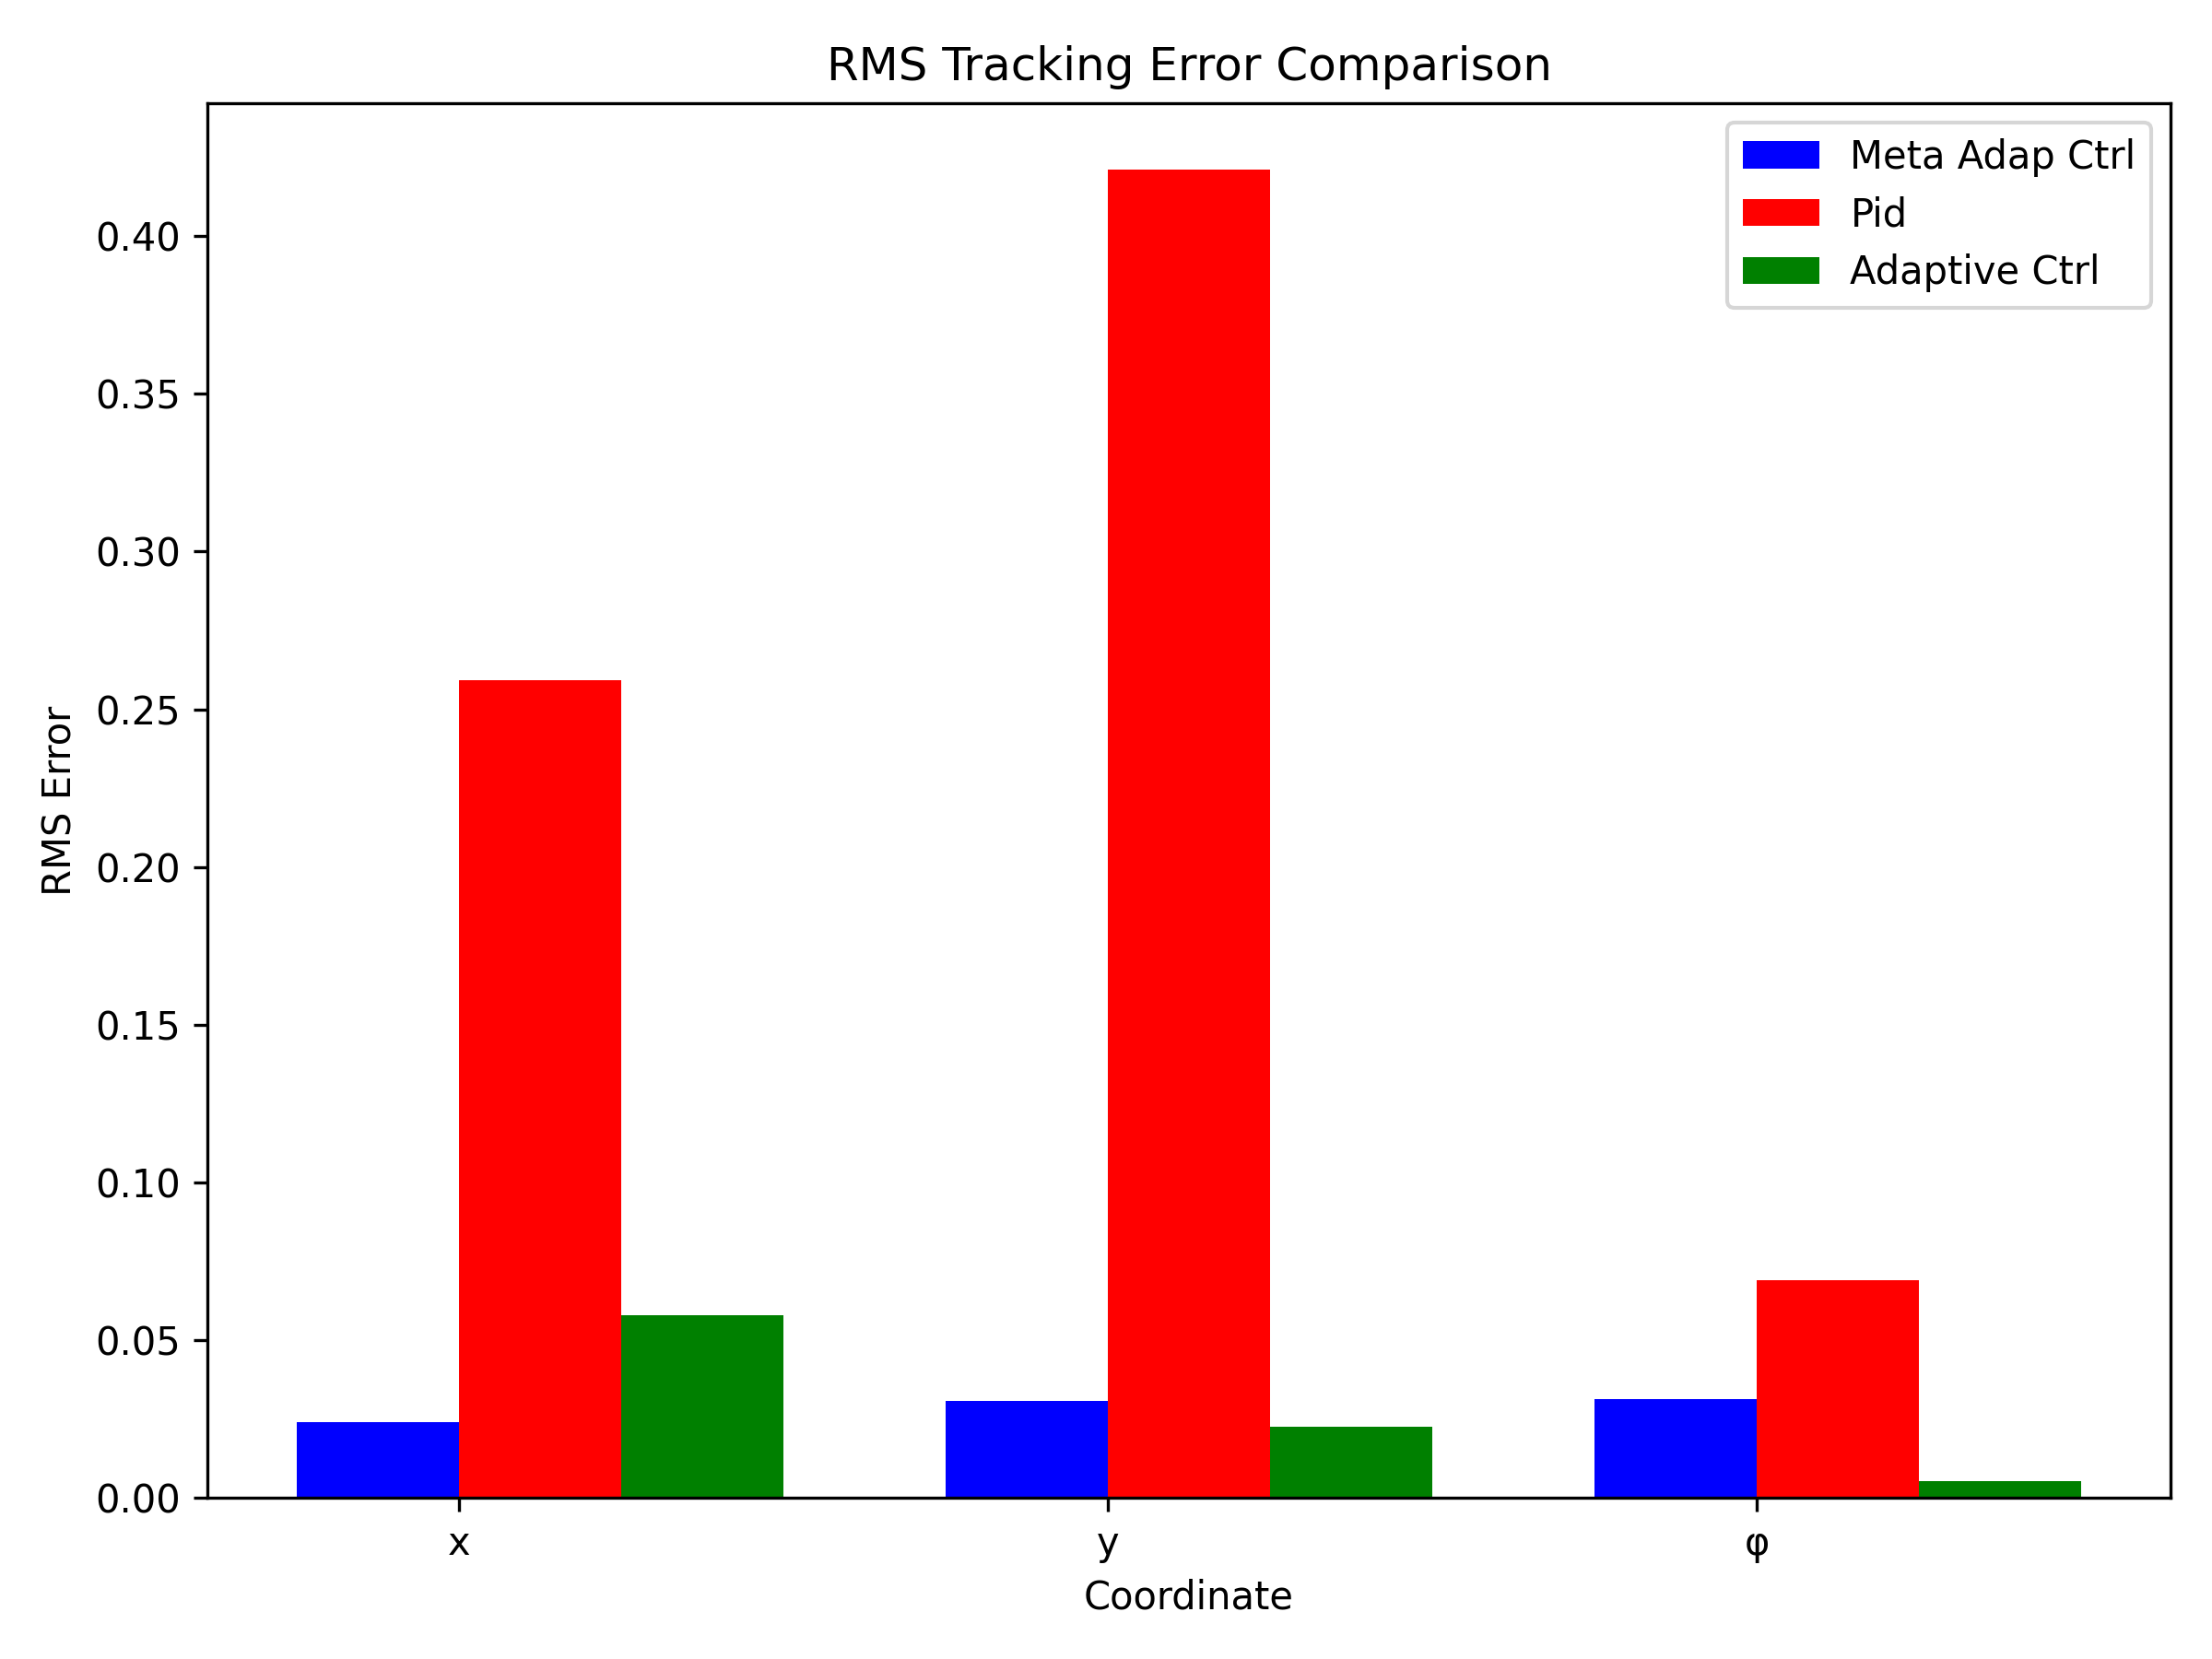 RMS Tracking Error Comparison
Meta Adap Ctrl
Pid
Adaptive Ctrl
RMS Error
0.40
0.35
0.30
0.25
0.20
0.15
0.10
0.05
0.00
x y φ
Coordinate